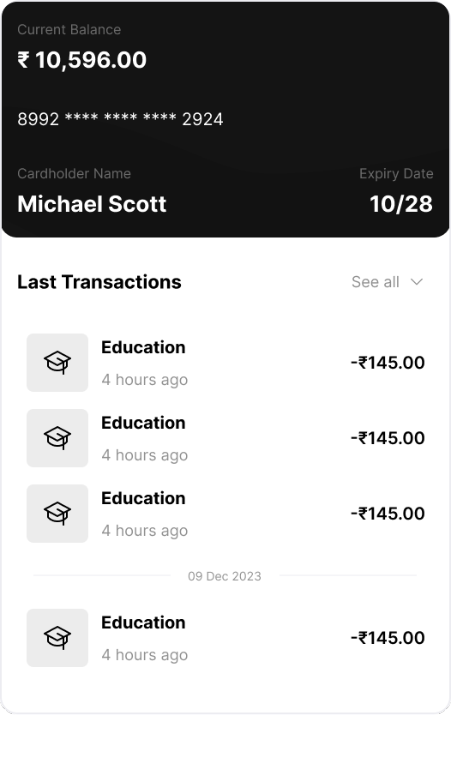 Current Balance
₹ 10,596.00
8992 **** **** **** 2924
Cardholder Name Expiry Date
Michael Scott 10/28
Last Transactions See all
Education
-₹145.00
4 hours ago
Education
-₹145.00
4 hours ago
Education
-₹145.00
4 hours ago
09 Dec 2023
Education
-₹145.00
4 hours ago